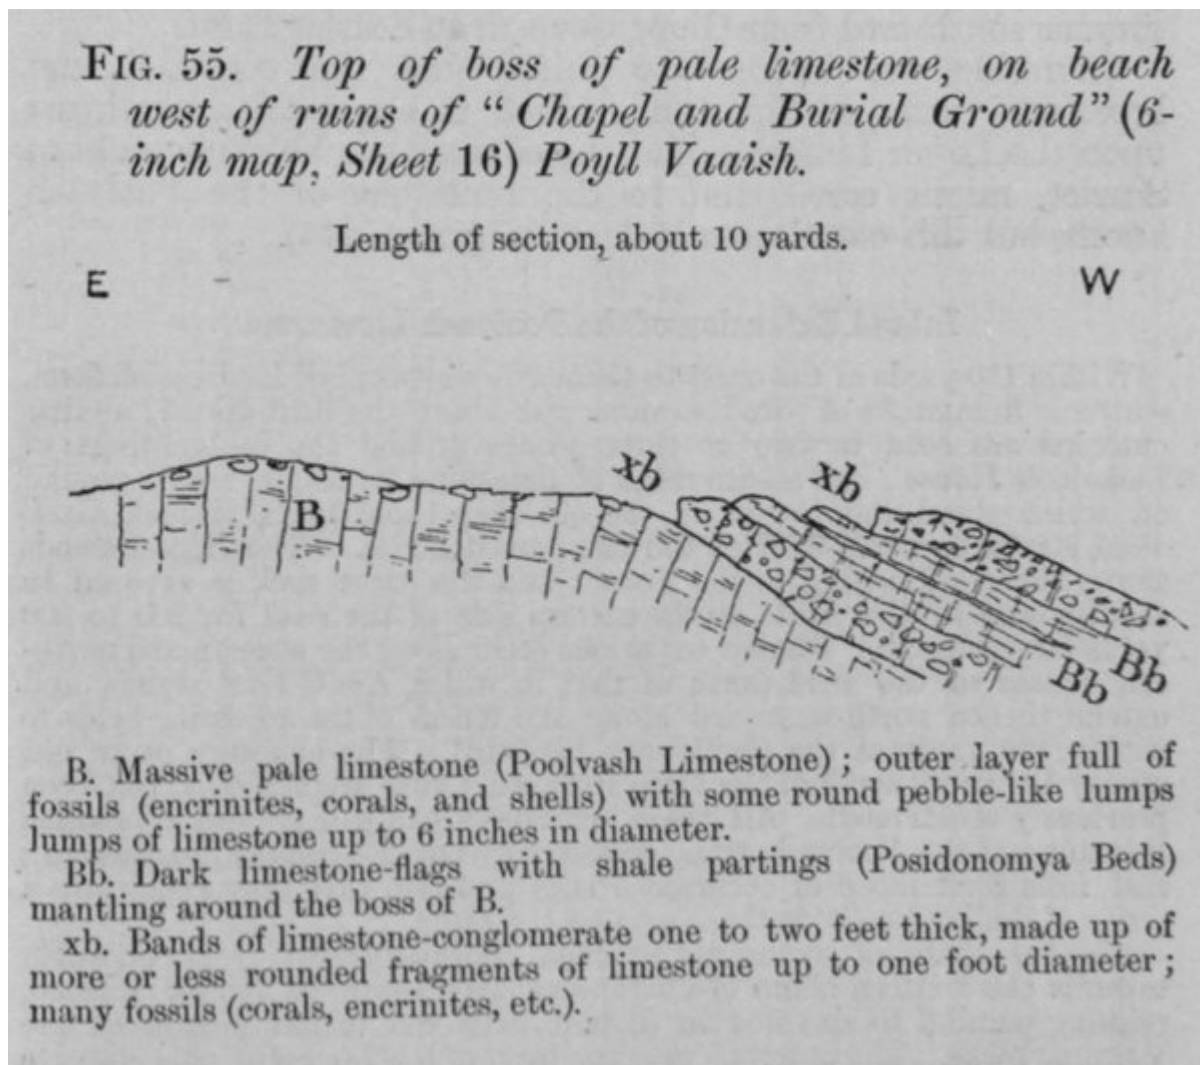 FIG. 55. Top of boss of pale limestone, on beach
west of ruins of “Chapel and Burial Ground” (6-
inch map, Sheet 16) Poyll Vaaish.
Length of section, about 10 yards.
E W
xb xb
B
Bb Bb
B. Massive pale limestone (Poolvash Limestone); outer layer full of
fossils (encrinites, corals, and shells) with some round pebble-like lumps
lumps of limestone up to 6 inches in diameter.
Bb. Dark limestone-flags with shale partings (Posidonomya Beds)
mantling around the boss of B.
xb. Bands of limestone-conglomerate one to two feet thick, made up of
more or less rounded fragments of limestone up to one foot diameter;
many fossils (corals, encrinites, etc.).